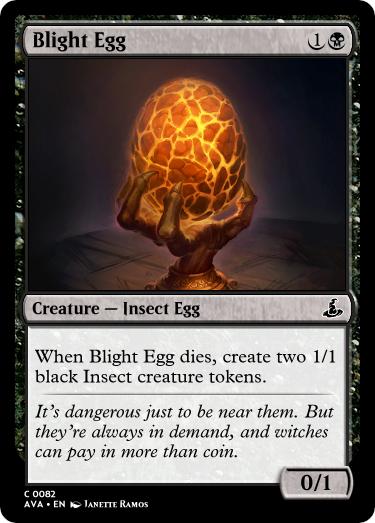 Blight Egg 1
Creature — Insect Egg
When Blight Egg dies, create two 1/1
black Insect creature tokens.
It's dangerous just to be near them. But
they're always in demand, and witches
can pay in more than coin.
0/1
C 0082
AVA • EN Janette Ramos